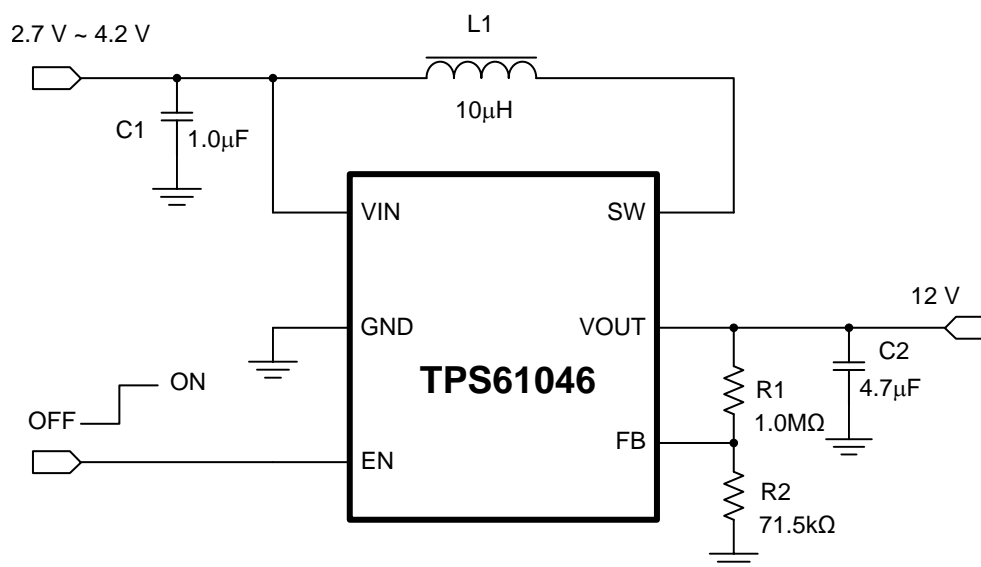 2.7 V ~ 4.2 V
L1
10μH
C1
1.0μF
VIN
SW
GND
VOUT
12 V
TPS61046
C2
4.7μF
ON
OFF
R1
1.0MΩ
FB
EN
R2
71.5kΩ